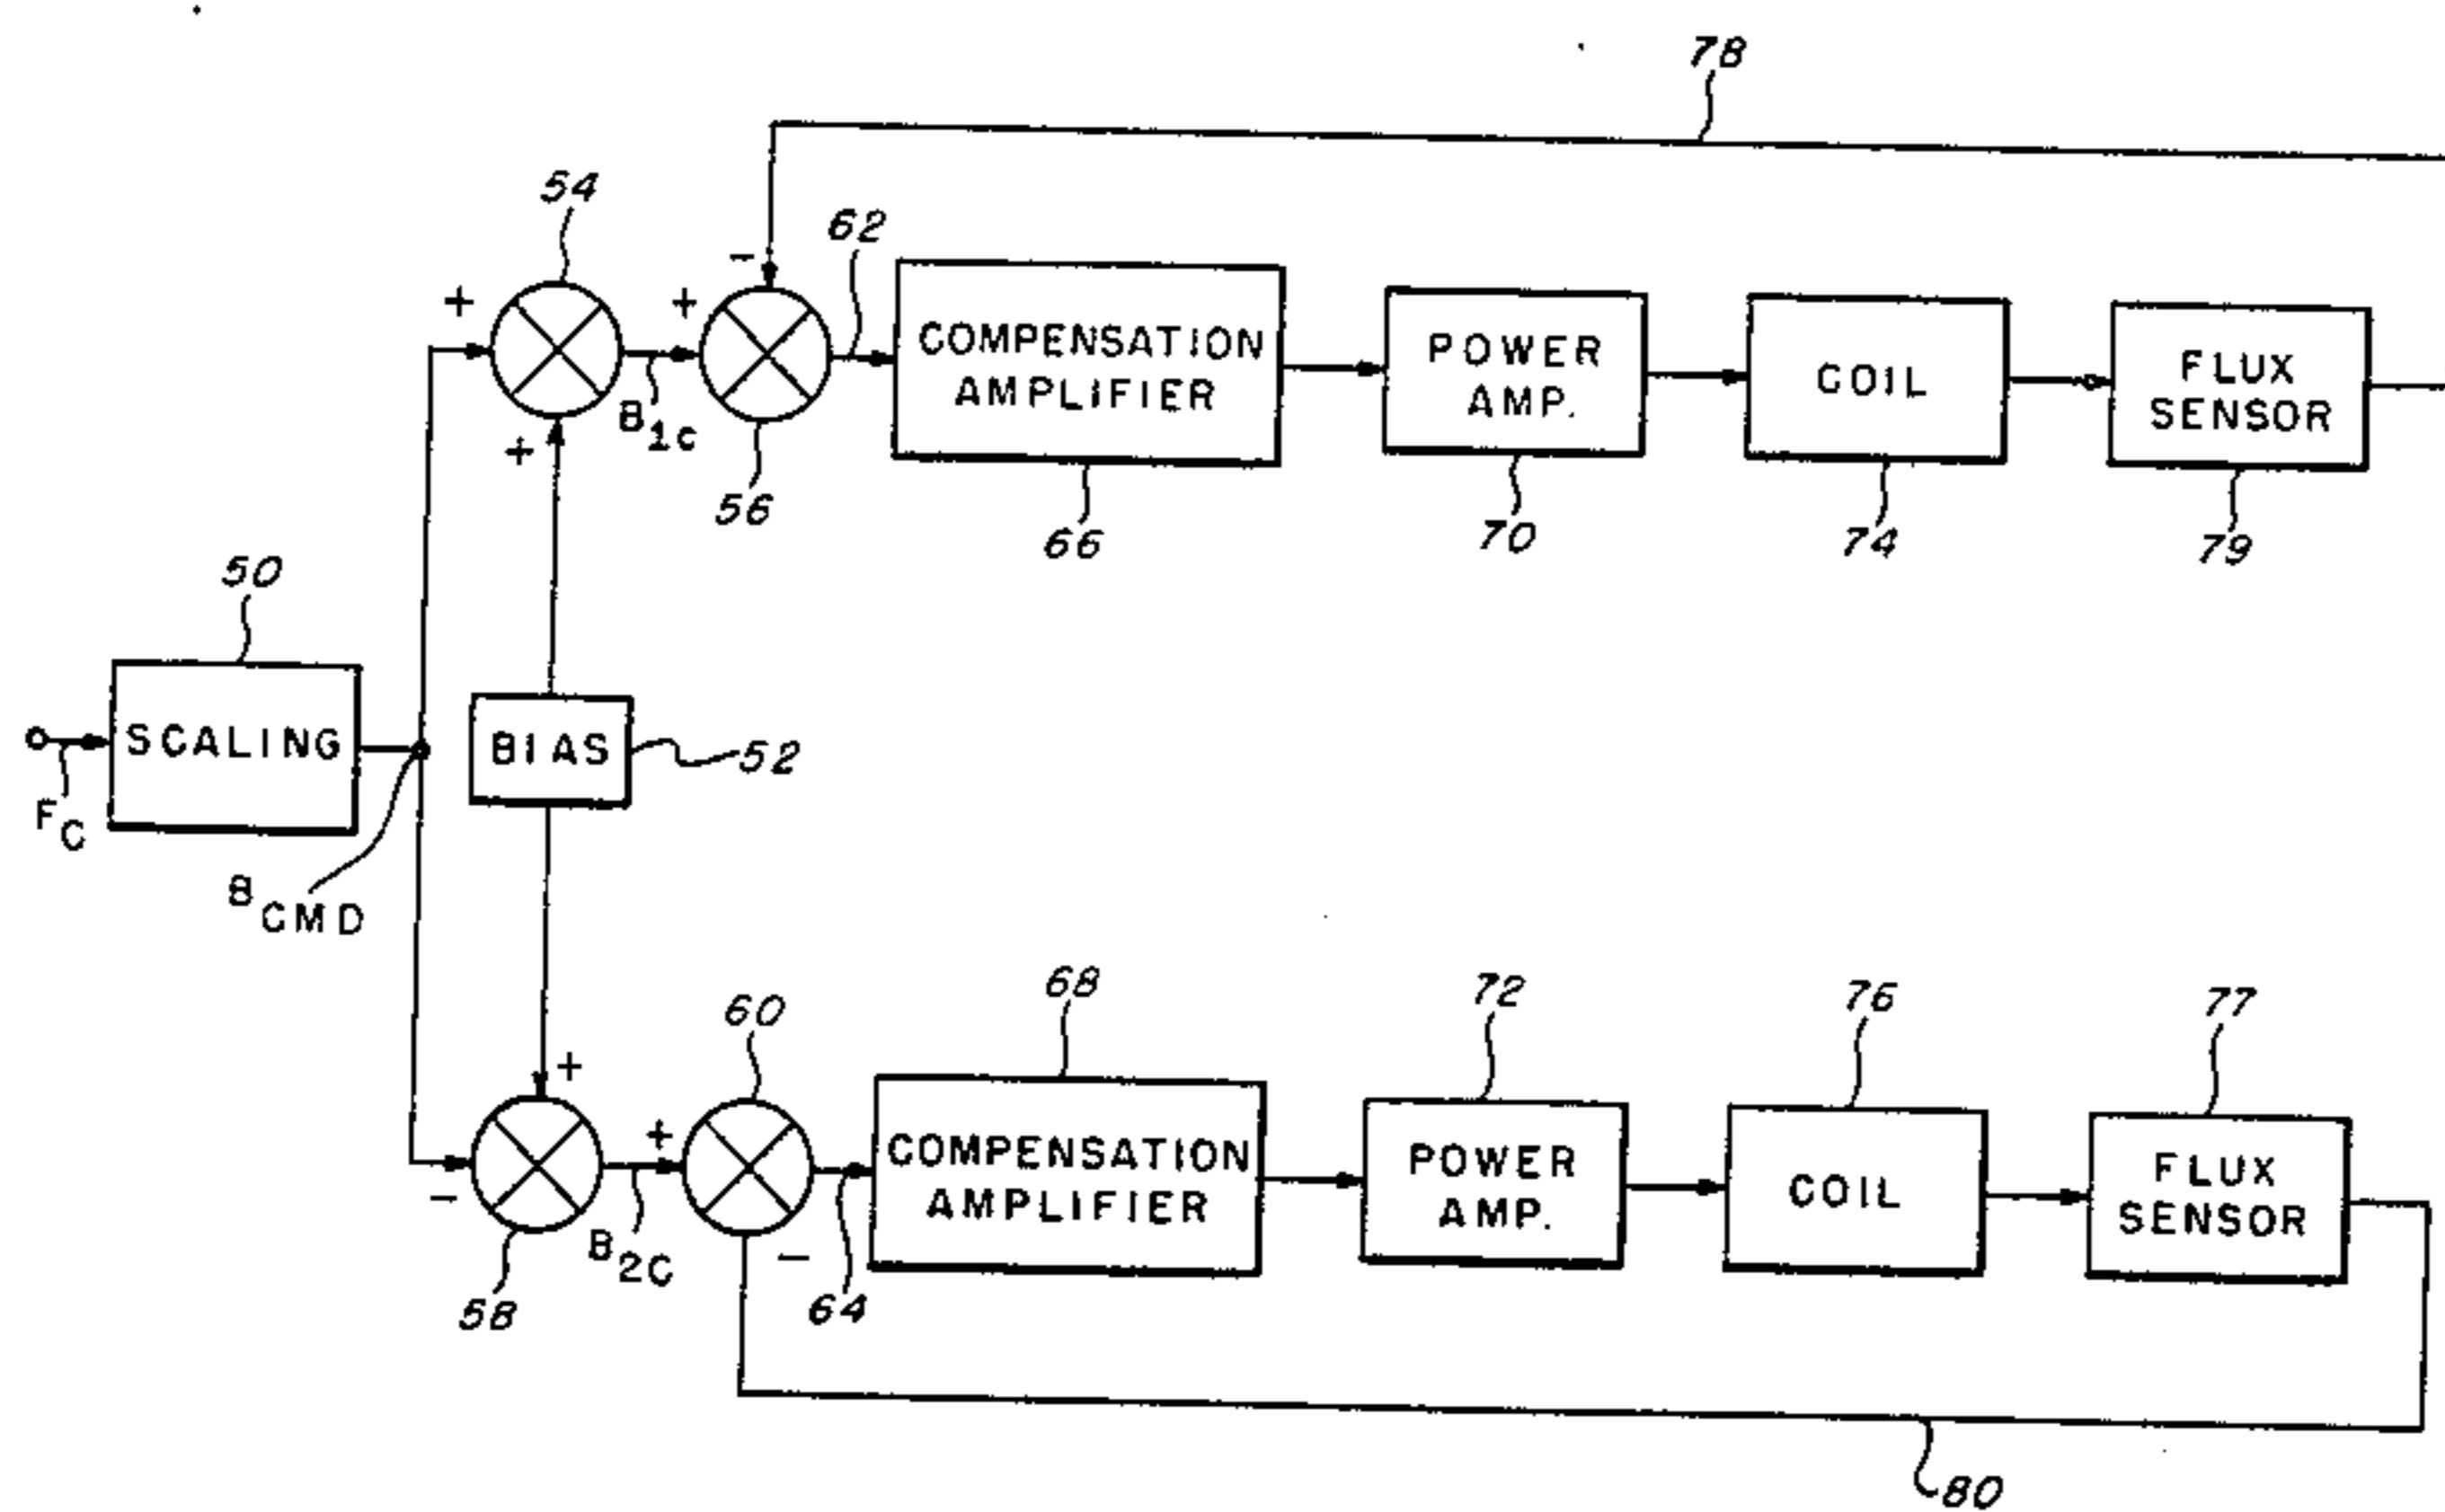 78
54
62
+
+
-
COMPENSATION
AMPLIFIER
POWER
AMP.
COIL
FLUX
SENSOR
B1c
+
56
66
70
74
79
50
SCALING
BIAS
52
FC
BCMD
60
68
72
76
77
+
+
COMPENSATION
AMPLIFIER
POWER
AMP.
COIL
FLUX
SENSOR
-
-
B2C
58
64
80